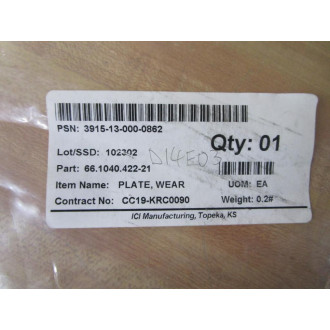 PSN: 3915-13-000-0862
Lot/SSD: 102302 D14E03
Qty: 01
Part: 66.1040.422-21
Item Name: PLATE, WEAR UOM: EA
Contract No: CC19-KRC0090 Weight: 0.2#
ICI Manufacturing, Topeka, KS